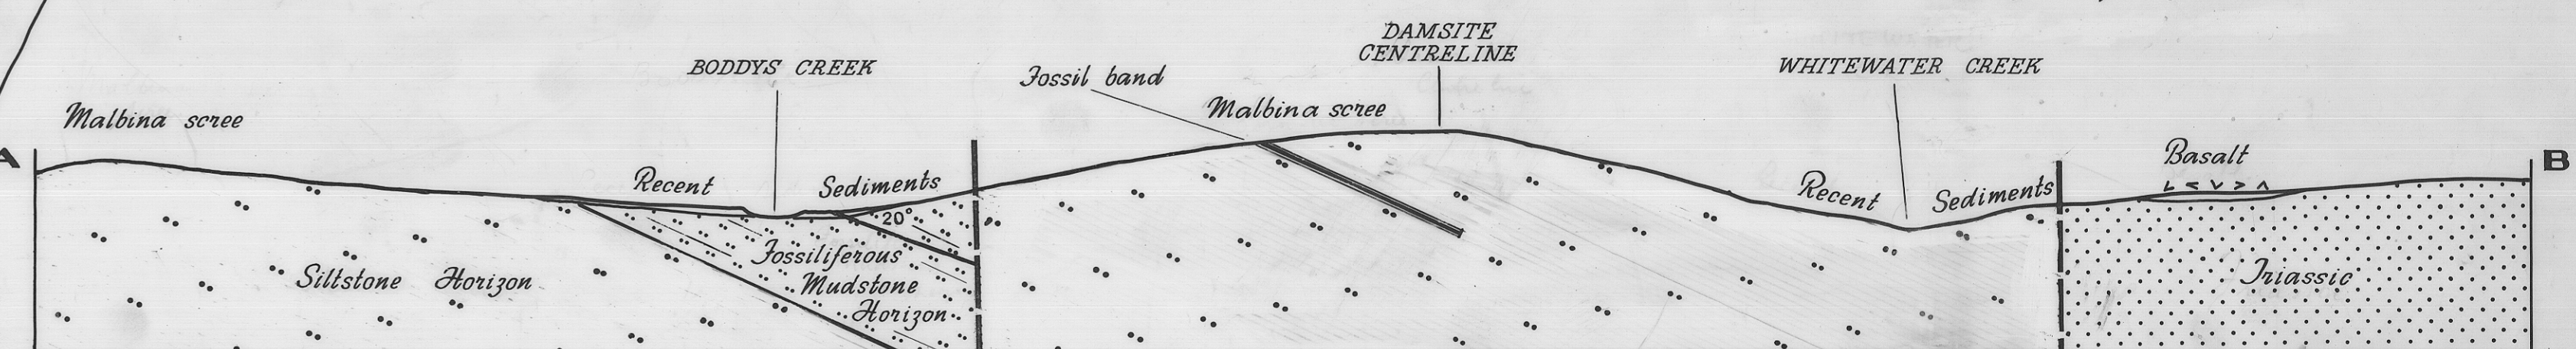 DAMSITE
CENTRELINE
BODDYS CREEK
Fossil band
WHITEWATER CREEK
Malbina scree
Malbina scree
A
B
Basalt
Recent Sediments
Recent Sediments
L < V > Λ
20°
Fossiliferous
Mudstone
Horizon
Siltstone Horizon
Triassic